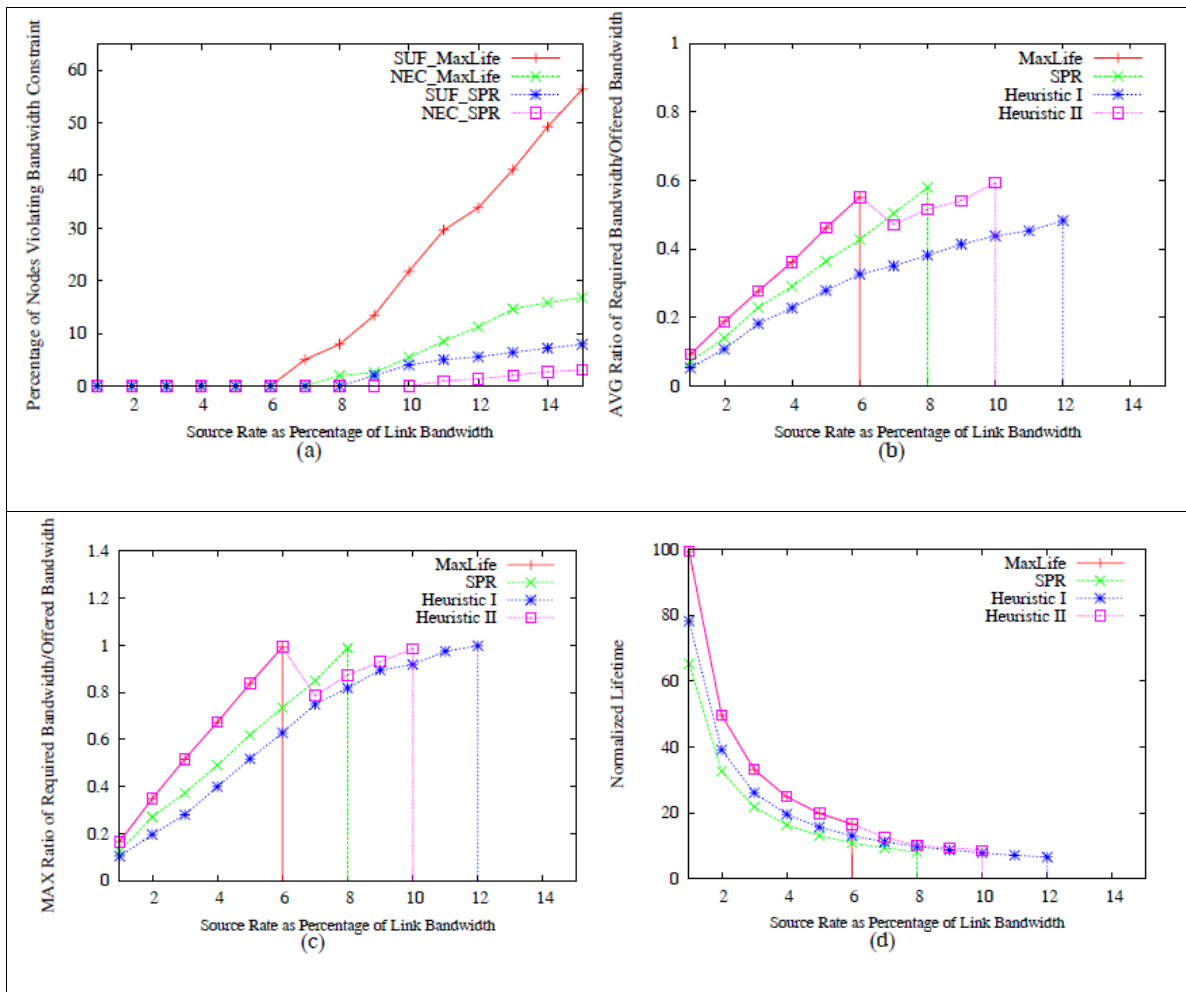 Percentage of Nodes Violating Bandwidth Constraint
60
50
40
30
20
10
0
SUF_MaxLife
NEC_MaxLife
SUF_SPR
NEC_SPR
2 4 6 8 10 12 14
Source Rate as Percentage of Link Bandwidth
(a)
AVG Ratio of Required Bandwidth/Offered Bandwidth
1
0.8
0.6
0.4
0.2
0
MaxLife
SPR
Heuristic I
Heuristic II
2 4 6 8 10 12 14
Source Rate as Percentage of Link Bandwidth
(b)
MAX Ratio of Required Bandwidth/Offered Bandwidth
1.4
1.2
1
0.8
0.6
0.4
0.2
0
MaxLife
SPR
Heuristic I
Heuristic II
2 4 6 8 10 12 14
Source Rate as Percentage of Link Bandwidth
(c)
Normalized Lifetime
100
80
60
40
20
0
MaxLife
SPR
Heuristic I
Heuristic II
2 4 6 8 10 12 14
Source Rate as Percentage of Link Bandwidth
(d)